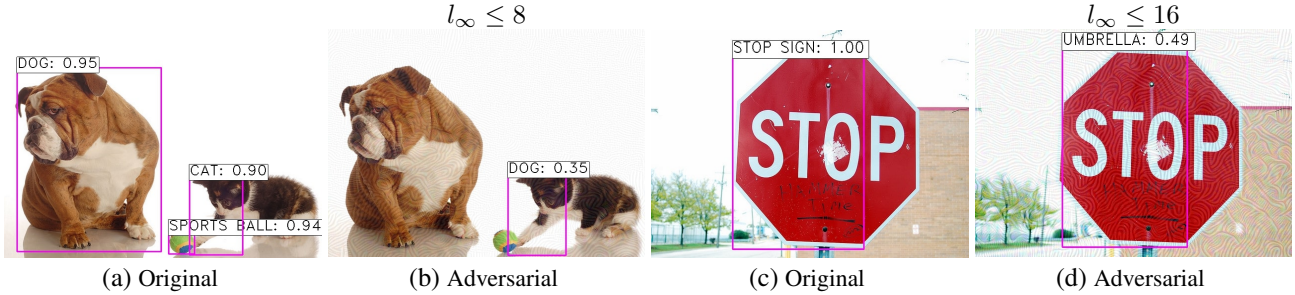 l∞ ≤ 8
l∞ ≤ 16
DOG: 0.95
CAT: 0.90
SPORTS BALL: 0.94
DOG: 0.35
STOP SIGN: 1.00
STOP
UMBRELLA: 0.49
STOP
(a) Original
(b) Adversarial
(c) Original
(d) Adversarial